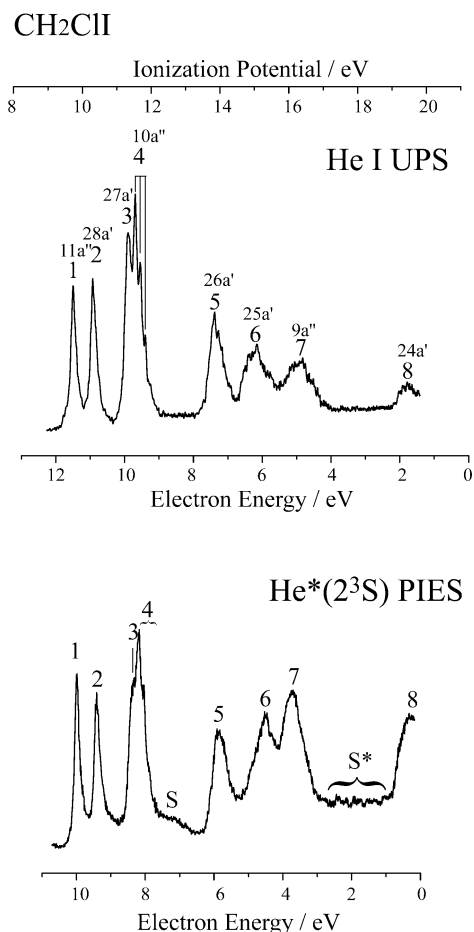 CH2ClI
Ionization Potential / eV
8 10 12 14 16 18 20
10a"
4
He I UPS
27a'
3
28a'
11a" 2
1
26a'
5
25a'
6
9a"
7
24a'
8
12 10 8 6 4 2 0
Electron Energy / eV
He*(2³S) PIES
4
3
1
2
7
6
8
5
S*
S
10 8 6 4 2 0
Electron Energy / eV